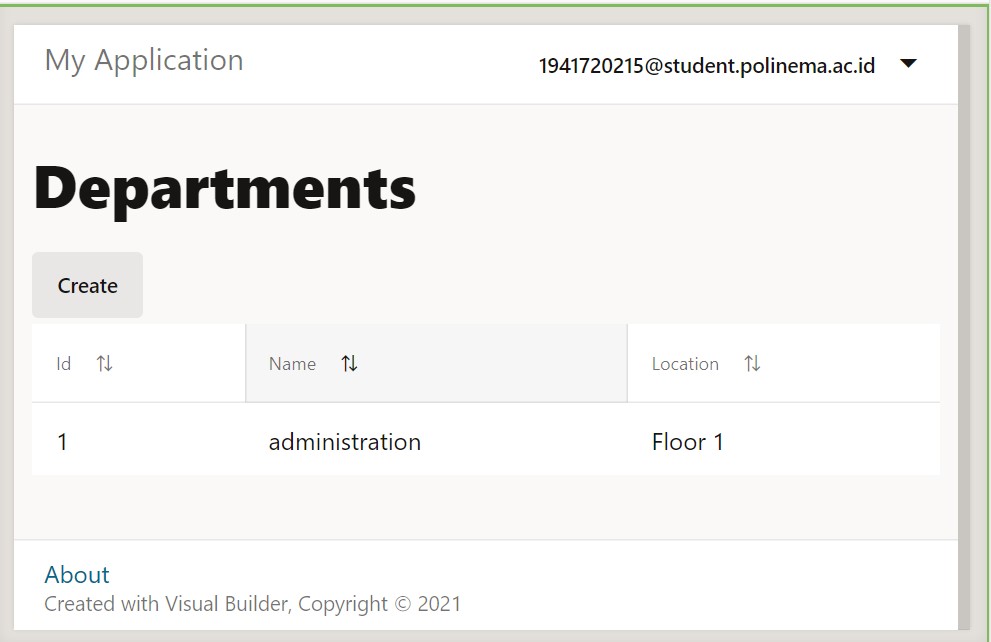 My Application
1941720215@student.polinema.ac.id
Departments
Create
Id Name Location
1 administration Floor 1
About
Created with Visual Builder, Copyright © 2021